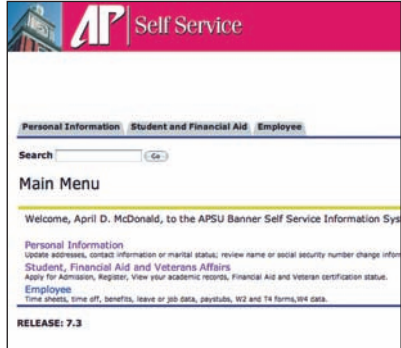 AP Self Service
Personal Information Student and Financial Aid Employee
Search Go
Main Menu
Welcome, April D. McDonald, to the APSU Banner Self Service Information Sys
Personal Information
Update addresses, contact information or marital status; review name or social security number change inforr
Student, Financial Aid and Veterans Affairs
Apply for Admission, Register, View your academic records, Financial Aid and Veteran certification status.
Employee
Time sheets, time off, benefits, leave or job data, paystubs, W2 and T4 forms,W4 data.
RELEASE: 7.3